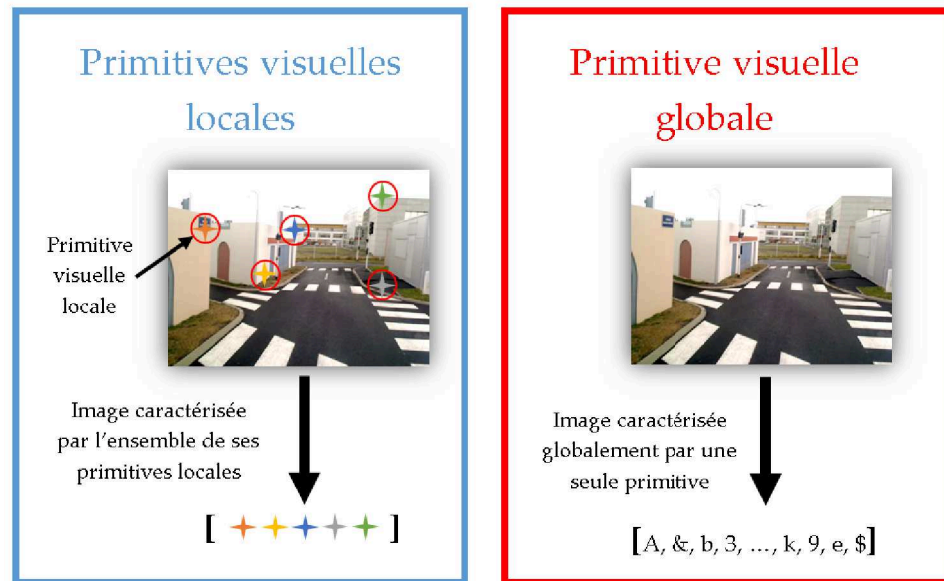 Primitives visuelles
locales
Primitive
visuelle
locale
Image caractérisée
par l'ensemble de ses
primitives locales
[ ]
Primitive visuelle
globale
Image caractérisée
globalement par une
seule primitive
[A, &, b, 3, ..., k, 9, e, $]